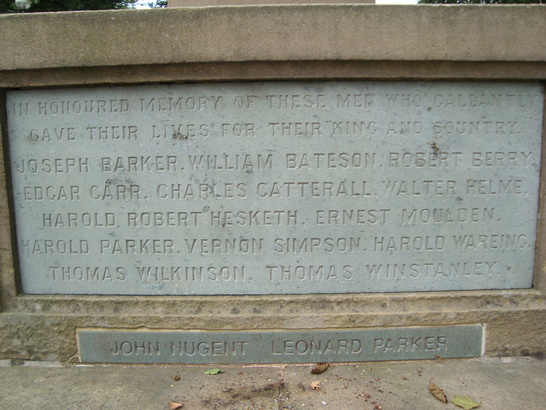 IN HONOURED MEMORY OF THESE MEN WHO GALLANTLY
GAVE THEIR LIVES FOR THEIR KING AND COUNTRY.
JOSEPH BARKER. WILLIAM BATESON. ROBERT BERRY.
EDGAR CARR. CHARLES CATTERALL. WALTER HELME.
HAROLD ROBERT HESKETH. ERNEST MOULDEN.
HAROLD PARKER. VERNON SIMPSON. HAROLD WAREING.
THOMAS WILKINSON. THOMAS WINSTANLEY.
JOHN NUGENT LEONARD PARKER